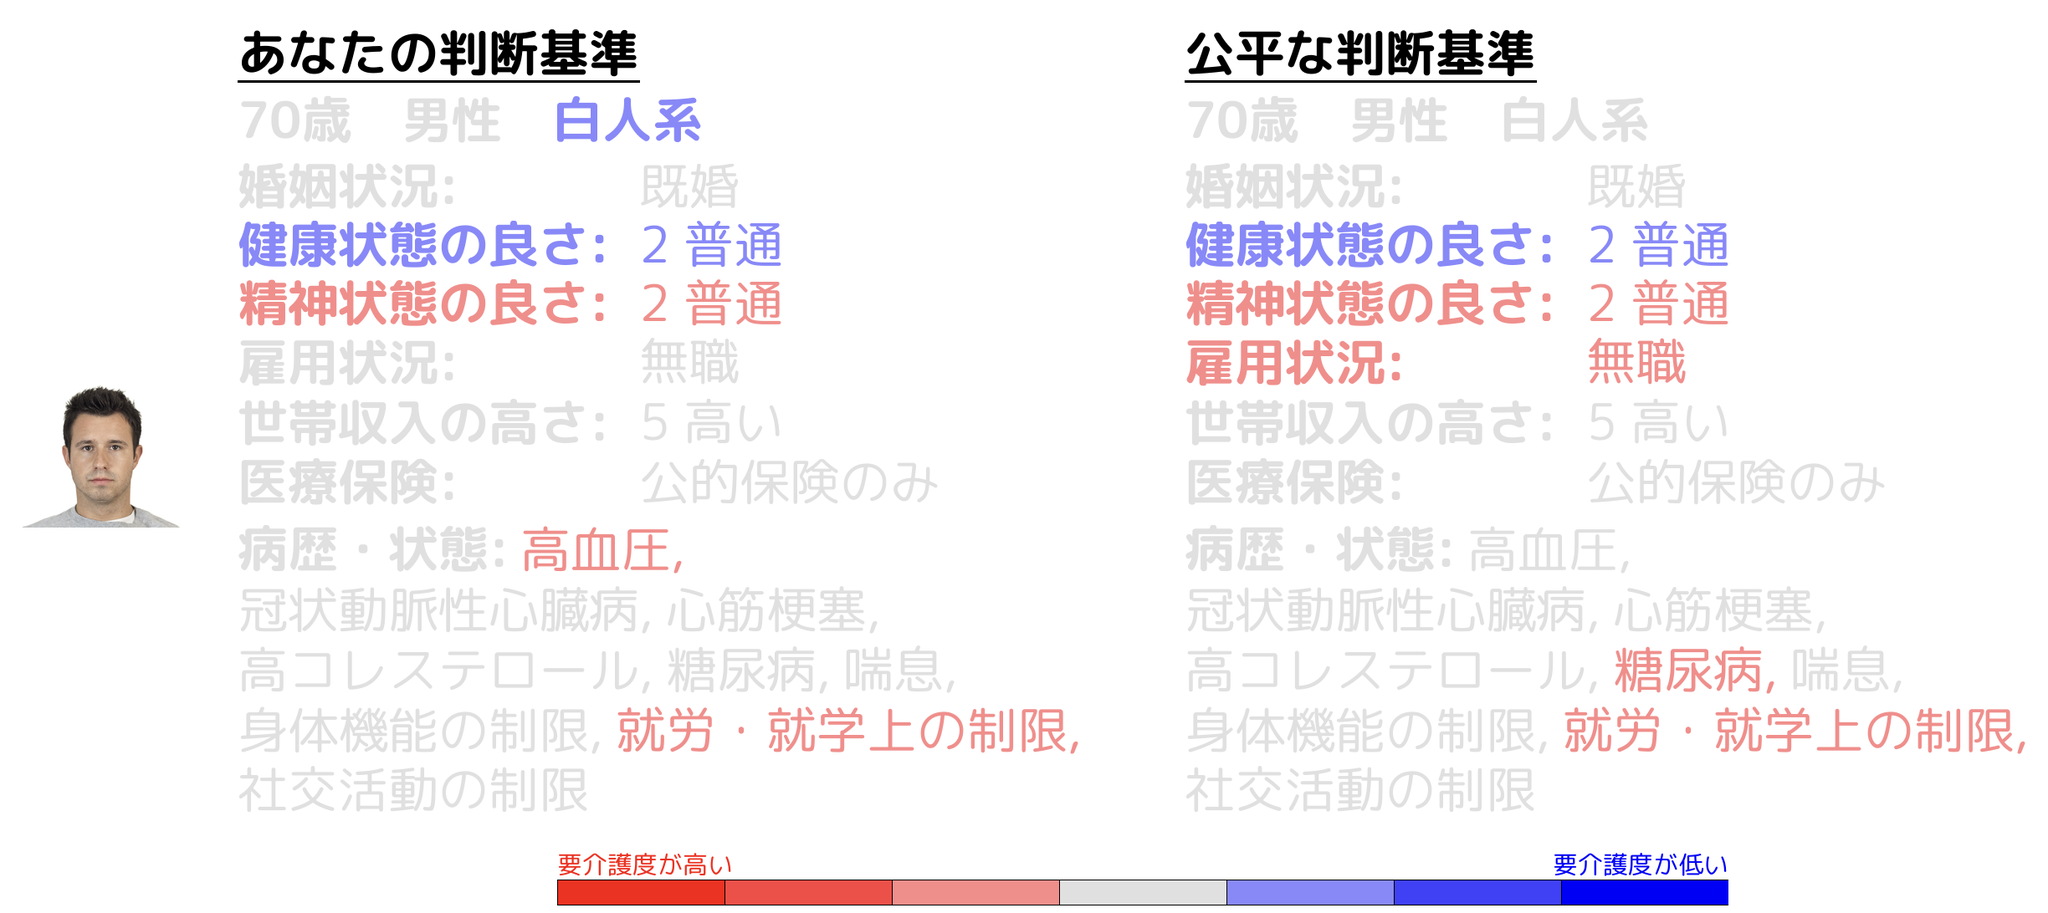 あなたの判断基準
70歳 男性 白人系
婚姻状況: 既婚
健康状態の良さ: 2 普通
精神状態の良さ: 2 普通
雇用状況: 無職
世帯収入の高さ: 5 高い
医療保険: 公的保険のみ
病歴・状態: 高血圧,
冠状動脈性心臓病, 心筋梗塞,
高コレステロール, 糖尿病, 喘息,
身体機能の制限, 就労・就学上の制限,
社交活動の制限
公平な判断基準
70歳 男性 白人系
婚姻状況: 既婚
健康状態の良さ: 2 普通
精神状態の良さ: 2 普通
雇用状況: 無職
世帯収入の高さ: 5 高い
医療保険: 公的保険のみ
病歴・状態: 高血圧,
冠状動脈性心臓病, 心筋梗塞,
高コレステロール, 糖尿病, 喘息,
身体機能の制限, 就労・就学上の制限,
社交活動の制限
要介護度が高い
要介護度が低い